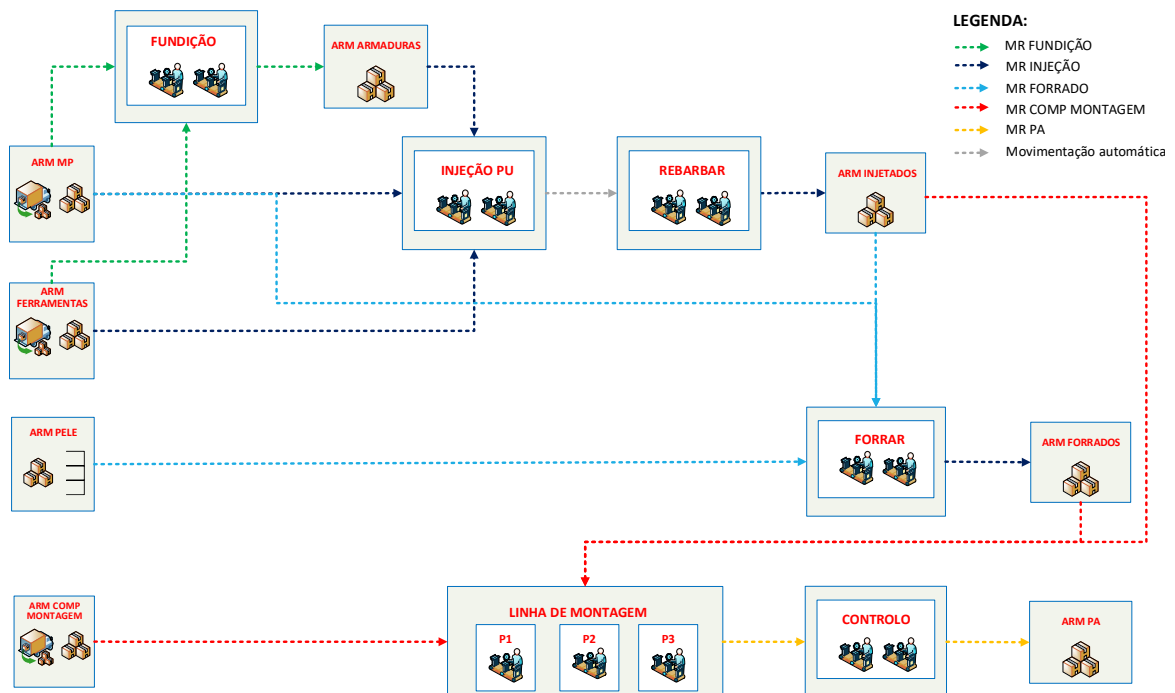 LEGENDA:
MR FUNDIÇÃO
MR INJEÇÃO
MR FORRADO
MR COMP MONTAGEM
MR PA
Movimentação automática
FUNDIÇÃO
ARM ARMADURAS
ARM MP
INJEÇÃO PU
REBARBAR
ARM INJETADOS
ARM
FERRAMENTAS
ARM PELE
FORRAR
ARM FORRADOS
ARM COMP
MONTAGEM
LINHA DE MONTAGEM
P1
P2
P3
CONTROLO
ARM PA